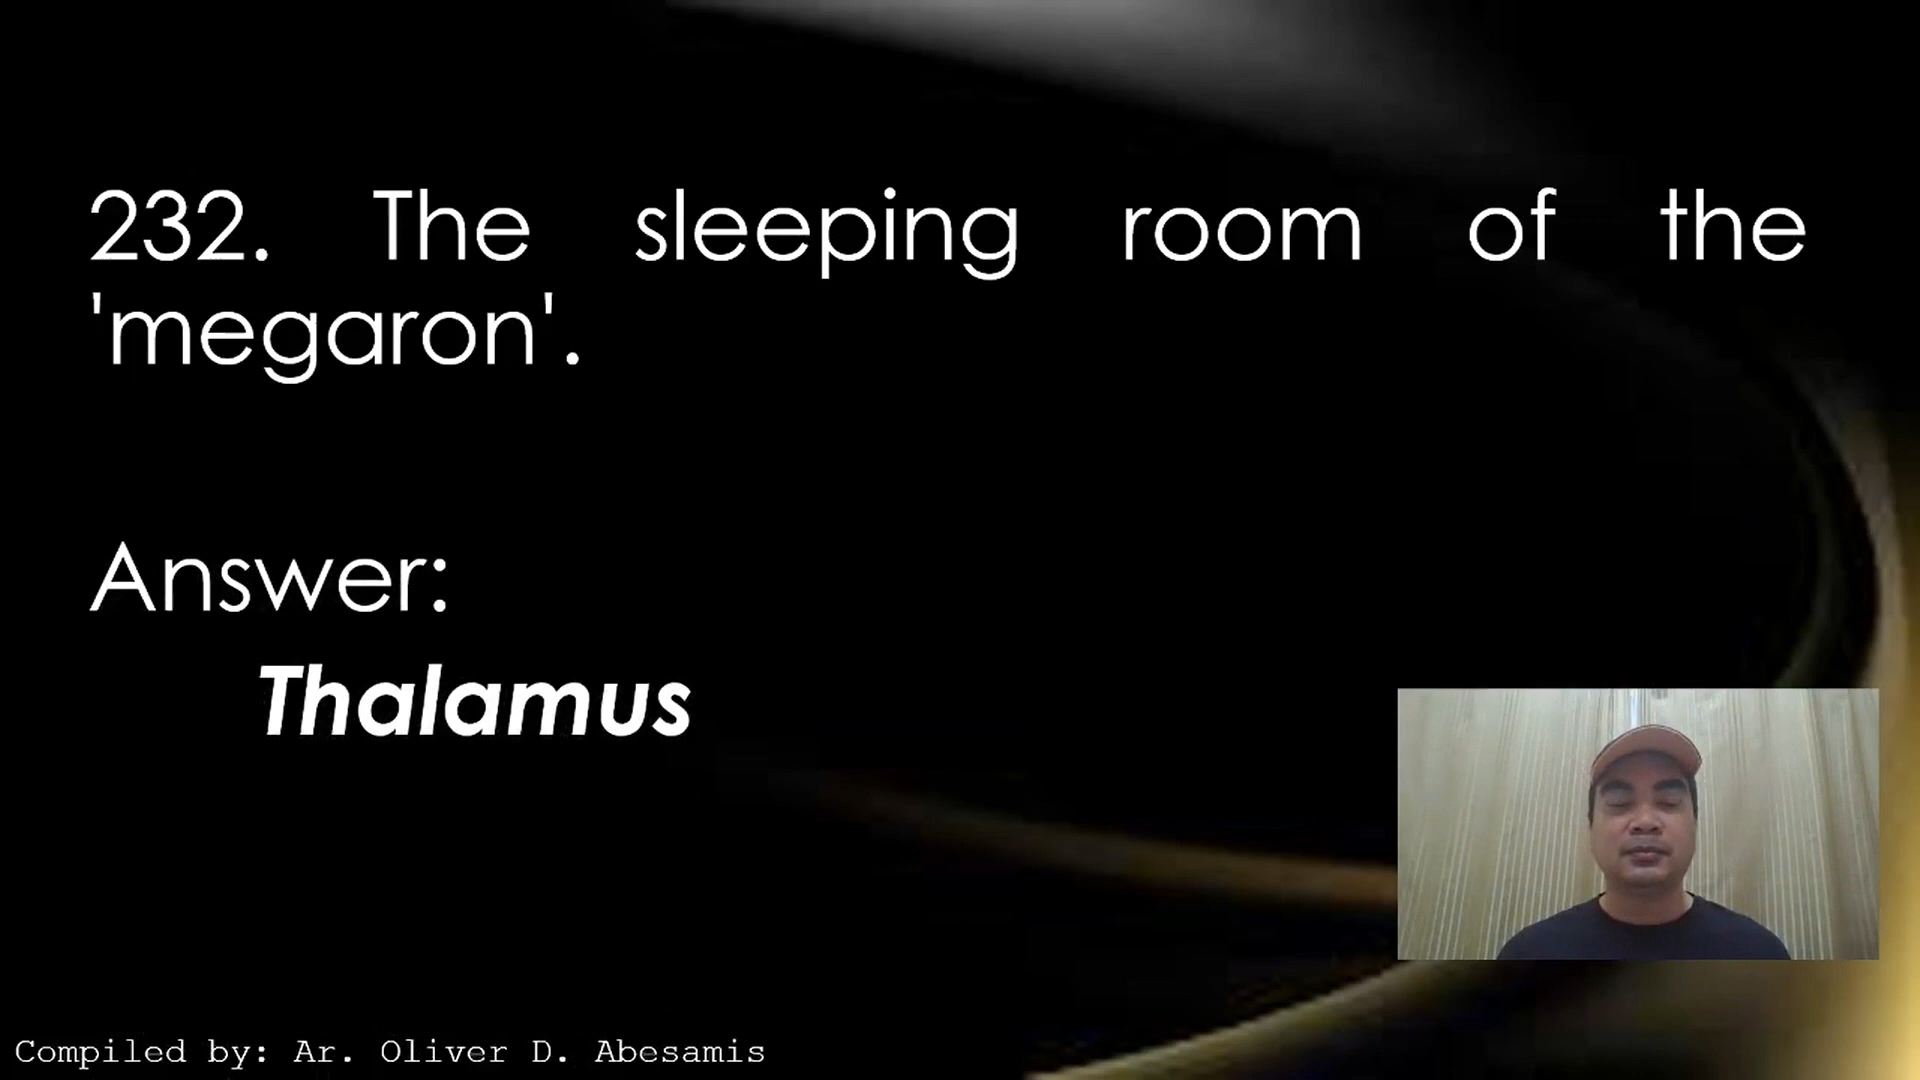 232. The sleeping room of the
'megaron'.
Answer:
Thalamus
Compiled by: Ar. Oliver D. Abesamis